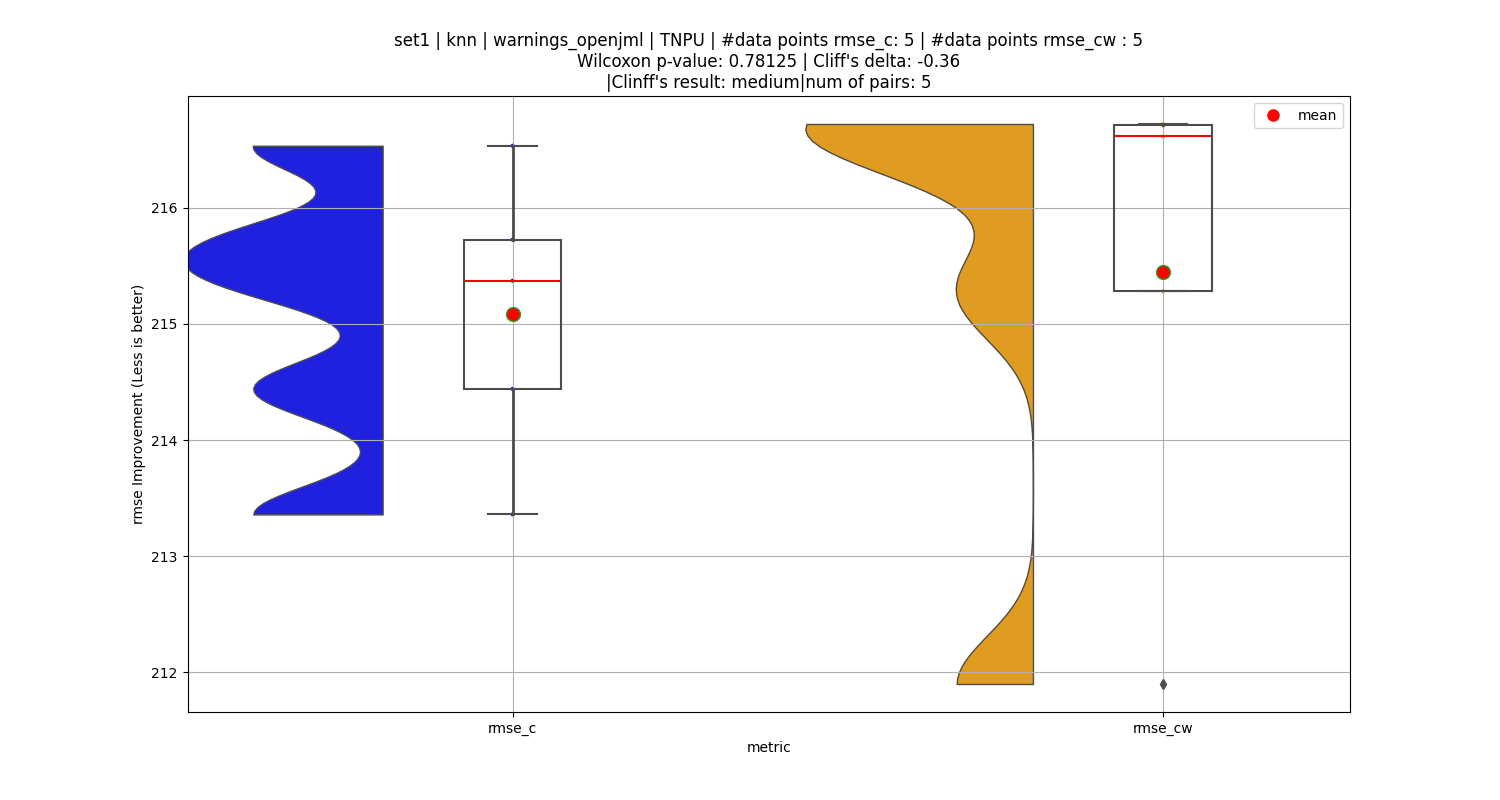 set1 | knn | warnings_openjml | TNPU | #data points rmse_c: 5 | #data points rmse_cw : 5
Wilcoxon p-value: 0.78125 | Cliff's delta: -0.36
|Clinff's result: medium|num of pairs: 5
mean
rmse Improvement (Less is better)
216
215
214
213
212
rmse_c
rmse_cw
metric